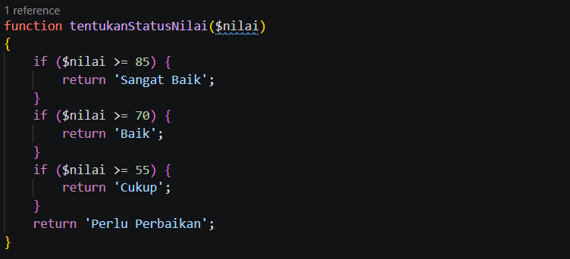 1 reference
function tentukanStatusNilai($nilai)
{
    if ($nilai >= 85) {
        return 'Sangat Baik';
    }
    if ($nilai >= 70) {
        return 'Baik';
    }
    if ($nilai >= 55) {
        return 'Cukup';
    }
    return 'Perlu Perbaikan';
}